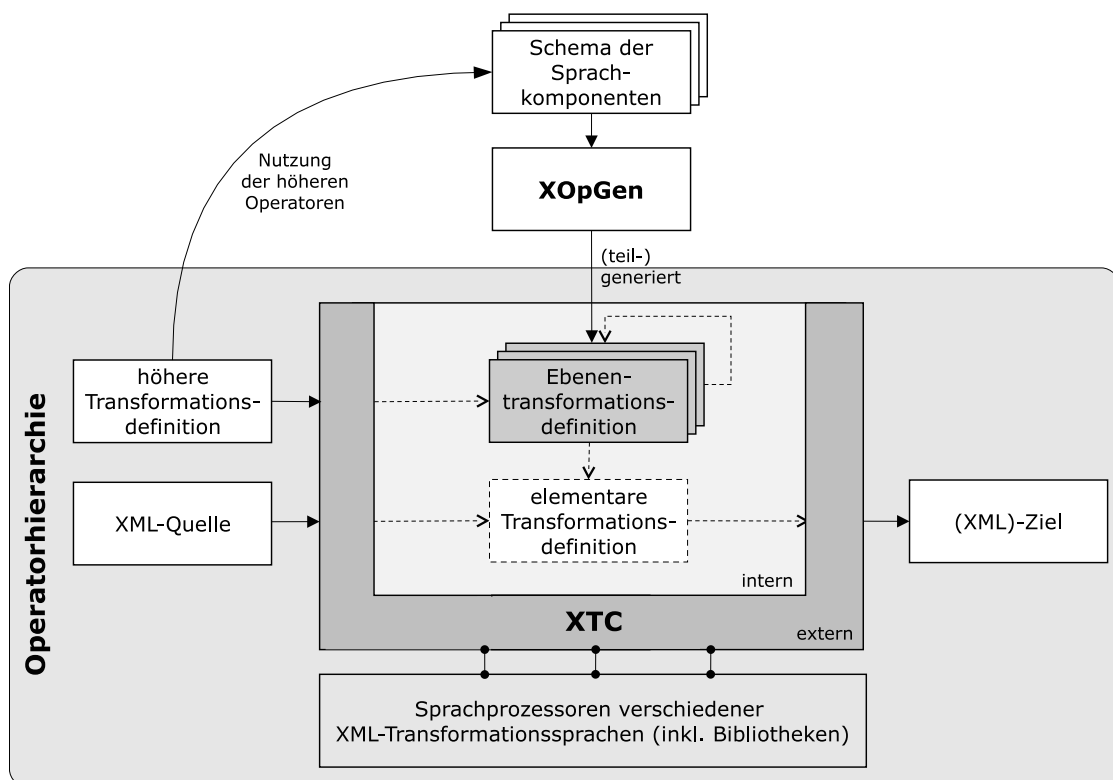 Schema der
Sprach-
komponenten
Nutzung
der höheren
Operatoren
XOpGen
(teil-)
generiert
Operatorhierarchie
höhere
Transformations-
definition
Ebenen-
transformations-
definition
XML-Quelle
elementare
Transformations-
definition
(XML)-Ziel
intern
XTC
extern
Sprachprozessoren verschiedener
XML-Transformationssprachen (inkl. Bibliotheken)